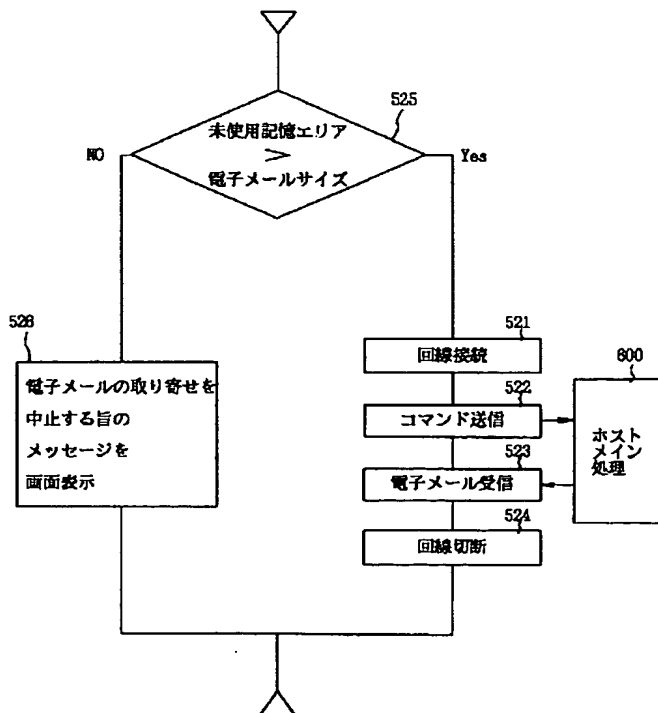 525
未使用記憶エリア
>
電子メールサイズ
NO
Yes
526
電子メールの取り寄せを
中止する旨の
メッセージを
画面表示
521
回線接続
522
コマンド送信
523
電子メール受信
524
回線切断
600
ホスト
メイン
処理